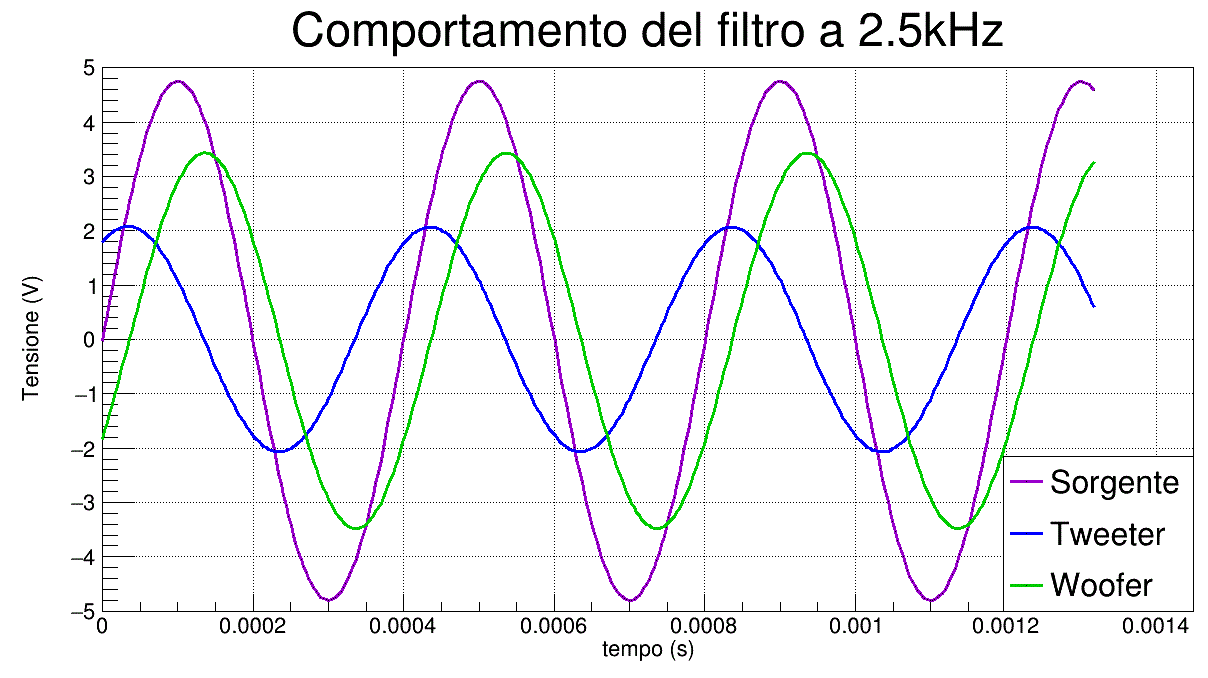 Comportamento del filtro a 2.5kHz
Tensione (V)
5
4
3
2
1
0
−1
−2
−3
−4
−5
0 0.0002 0.0004 0.0006 0.0008 0.001 0.0012 0.0014
tempo (s)
Sorgente
Tweeter
Woofer